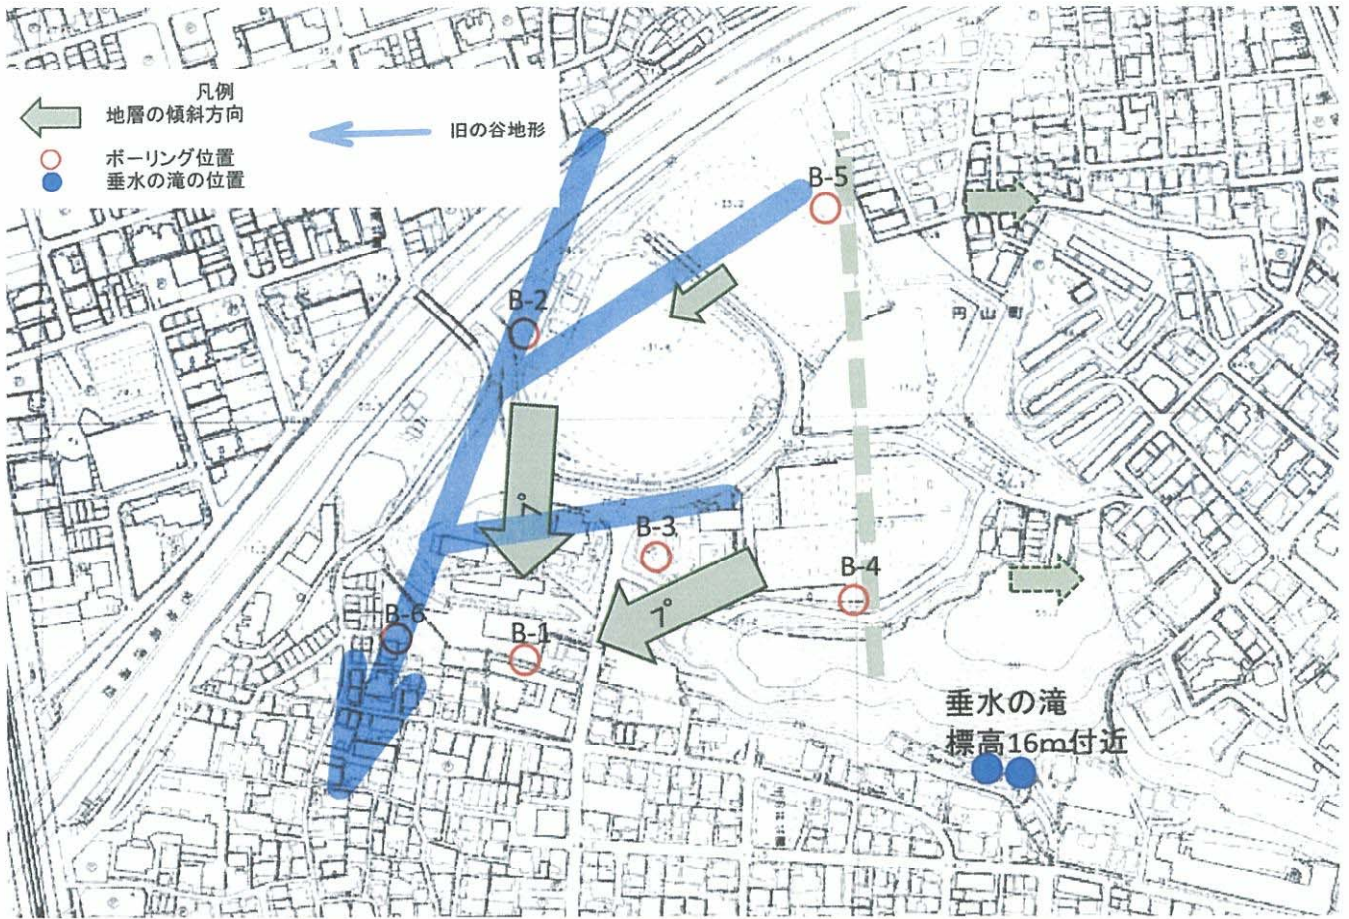 凡例
地層の傾斜方向
旧の谷地形
ボーリング位置
垂水の滝の位置
B-5
B-2
円山町
7°
B-3
B-4
7°
B-6
B-1
垂水の滝
標高16m付近